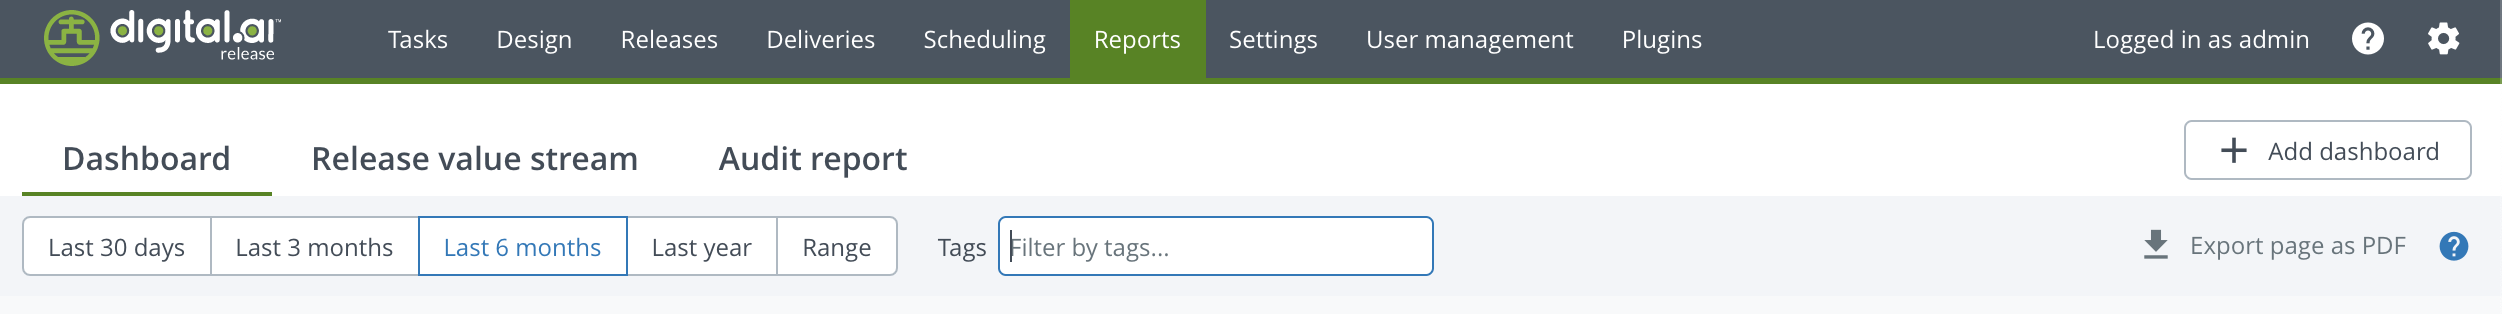 digital.ai™ Tasks Design Releases Deliveries Scheduling Reports Settings User management Plugins Logged in as admin ?
release
Dashboard Release value stream Audit report + Add dashboard
Last 30 days Last 3 months Last 6 months Last year Range Tags Filter by tags... Export page as PDF ?